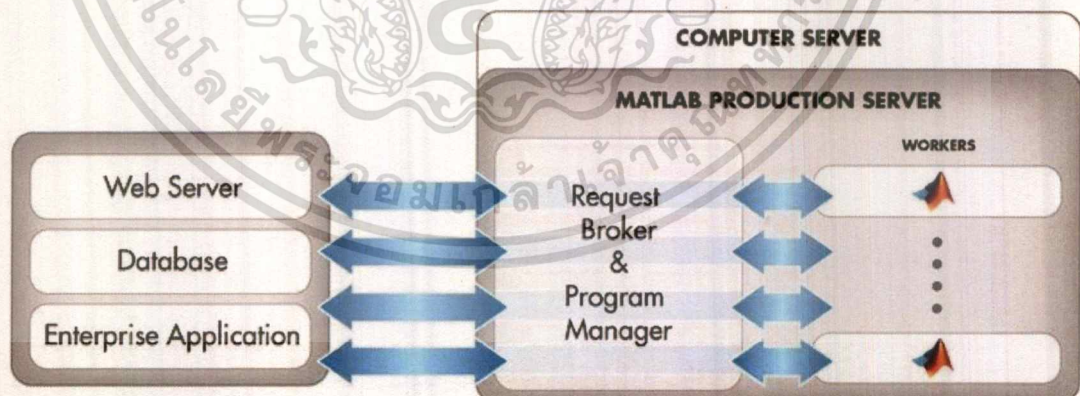 COMPUTER SERVER
MATLAB PRODUCTION SERVER
WORKERS
Web Server
Database
Enterprise Application
Request
Broker
&
Program
Manager